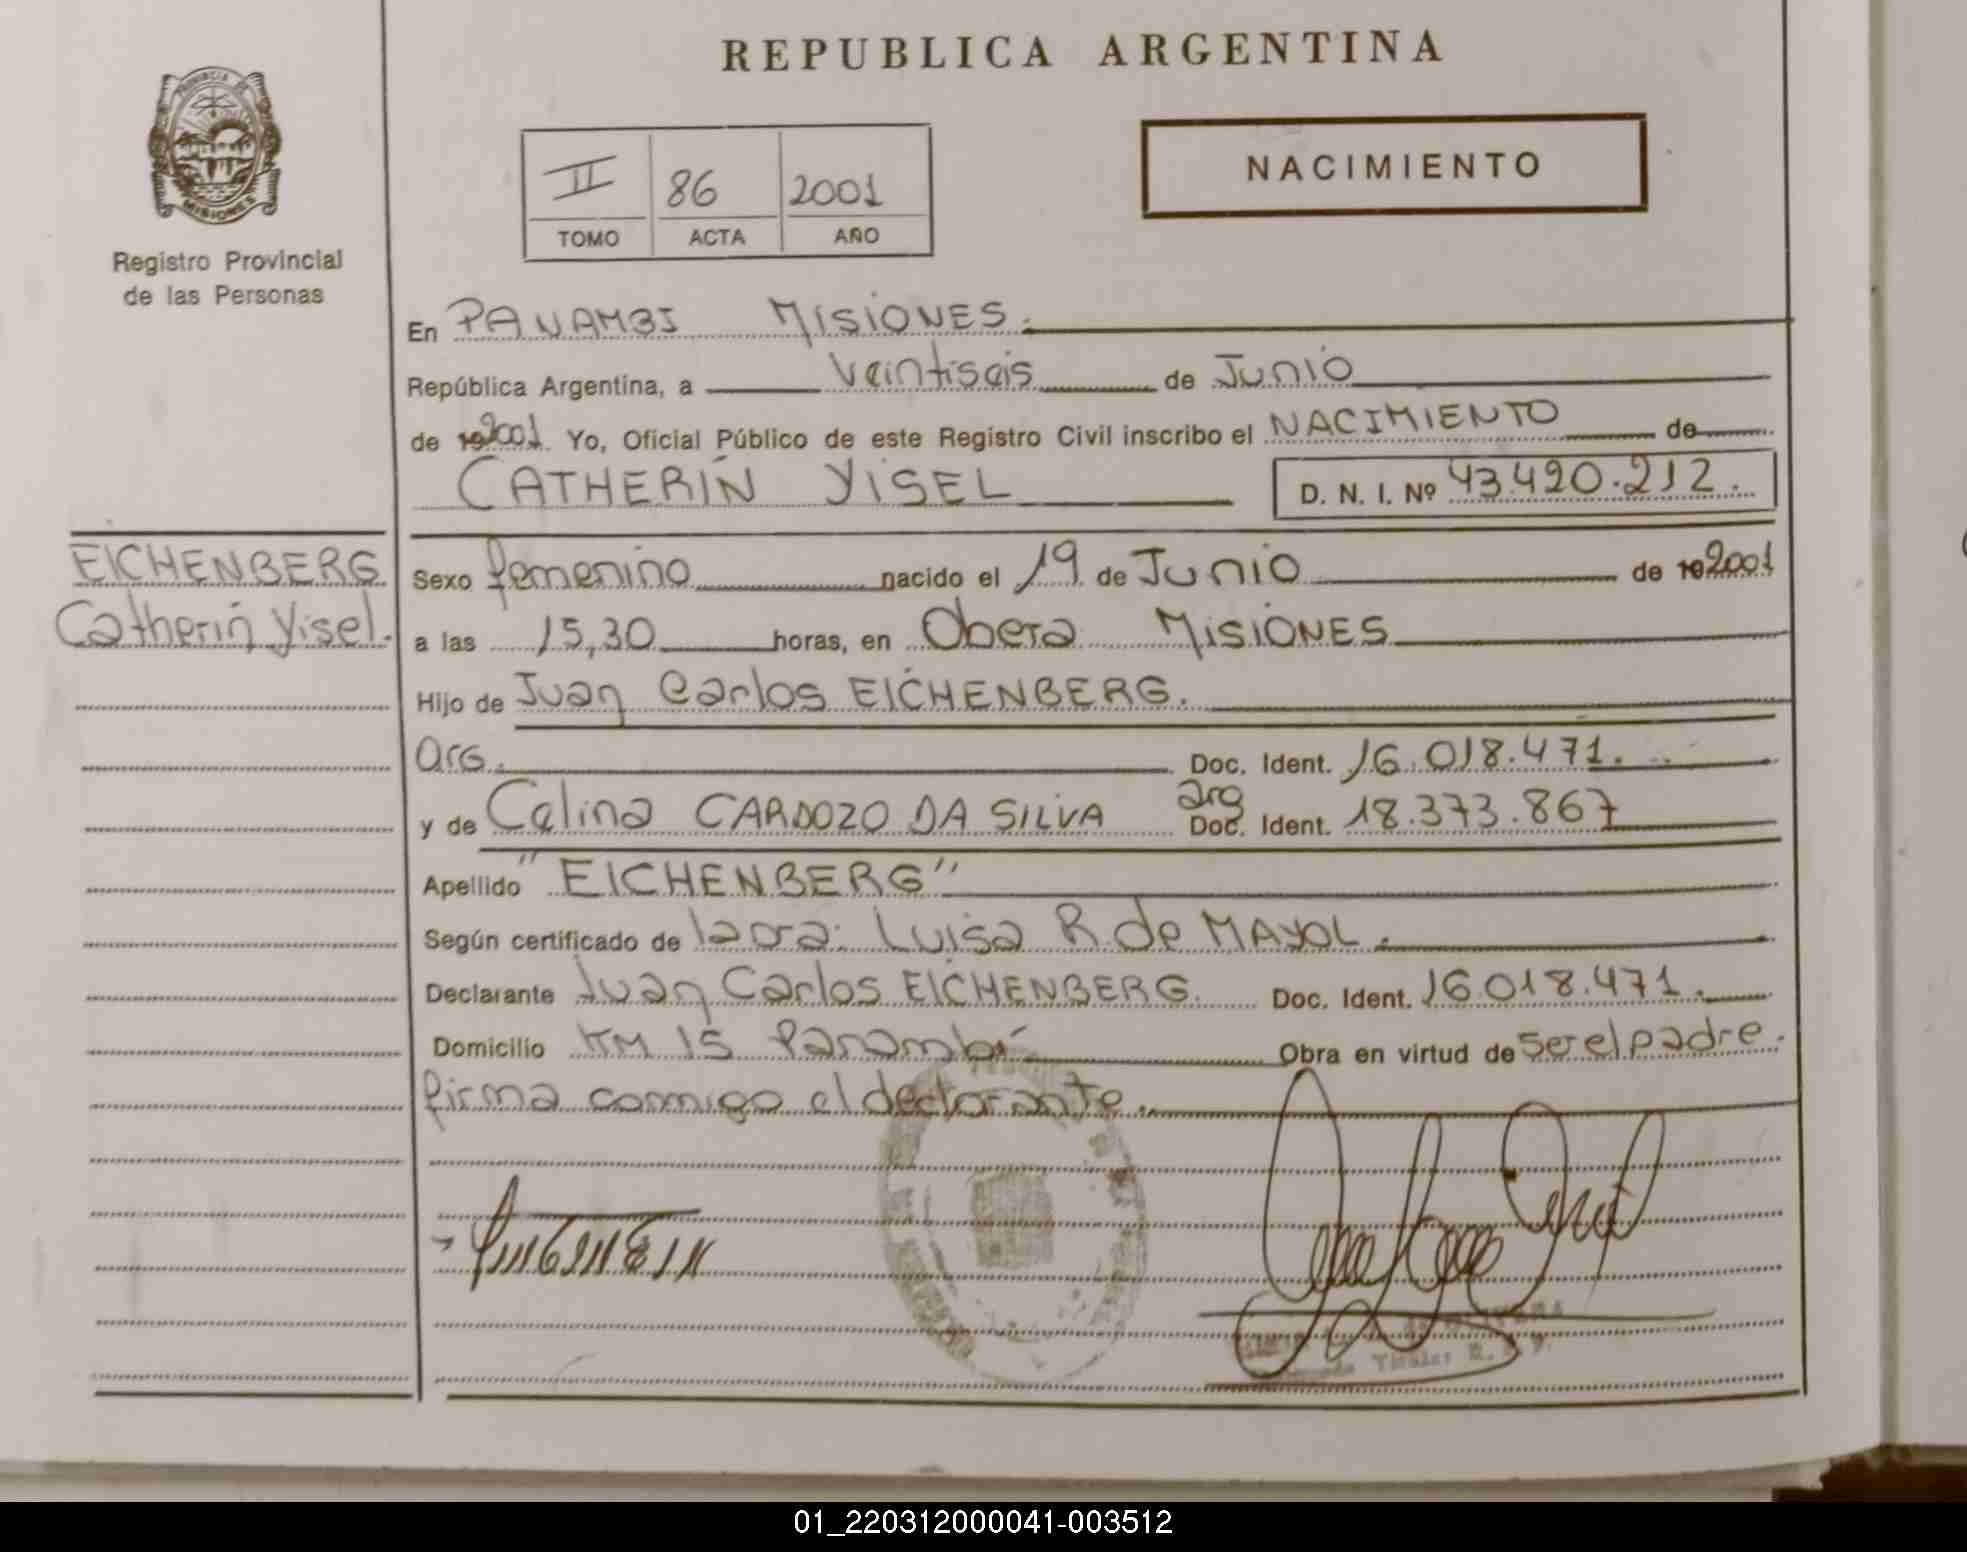 REPUBLICA ARGENTINA
PROVINCIA DE
MISIONES
Registro Provincial
de las Personas
II 86 2001
TOMO ACTA AÑO
NACIMIENTO
En PANAMBI MISIONES.
República Argentina, a veintiseis de Junio
de 192001. Yo, Oficial Público de este Registro Civil inscribo el NACIMIENTO de
CATHERIN YISEL D. N. I. Nº 43.420.212.
EICHENBERG
Catherin Yisel.
Sexo femenino nacido el 19 de Junio de 192001
a las 15,30 horas, en Obera MISIONES
Hijo de Juan Carlos EICHENBERG.
Arg. Doc. Ident. 16.018.471.
y de Celina CARDOZO DA SILVA arg Doc. Ident. 18.373.867
Apellido "EICHENBERG"
Según certificado de la Dra: Luisa R de MAYOL.
Declarante Juan Carlos EICHENBERG. Doc. Ident. 16.018.471.
Domicilio KM 15 Panambí Obra en virtud de ser el padre.
firma conmigo el declarante.
Titular R. P.
01_220312000041-003512